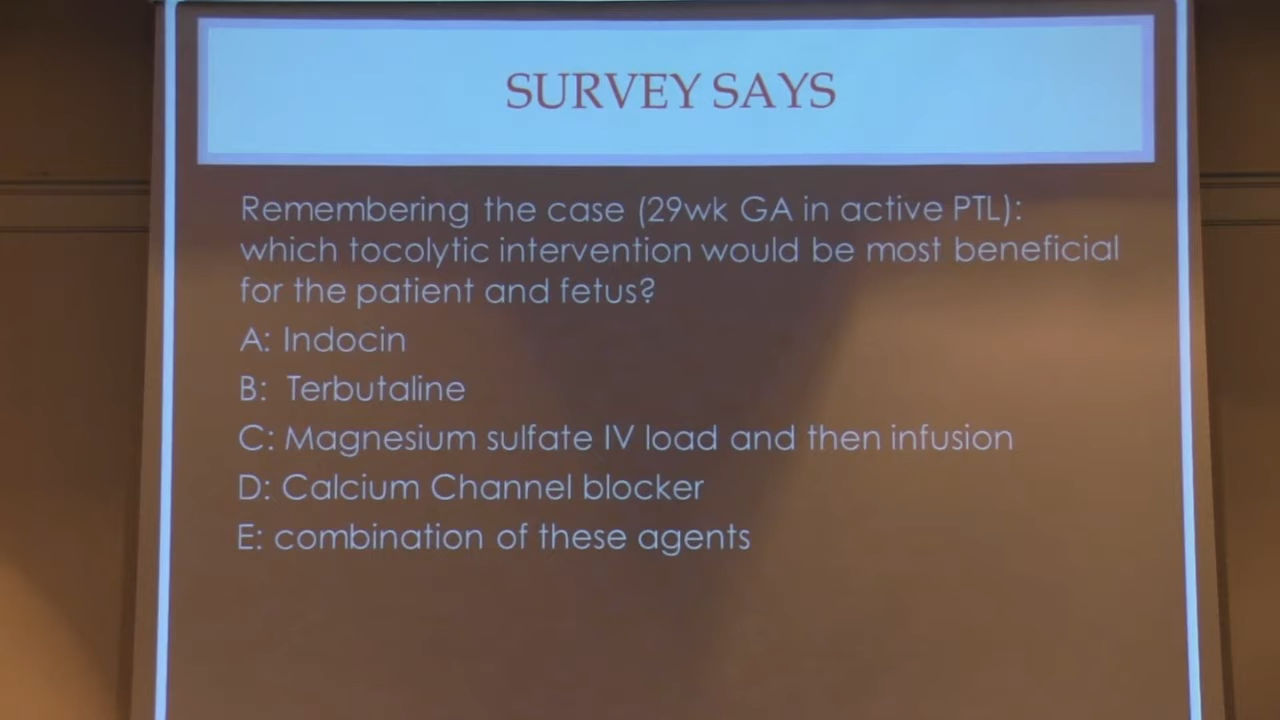 SURVEY SAYS
Remembering the case (29wk GA in active PTL):
which tocolytic intervention would be most beneficial
for the patient and fetus?
A: Indocin
B: Terbutaline
C: Magnesium sulfate IV load and then infusion
D: Calcium Channel blocker
E: combination of these agents